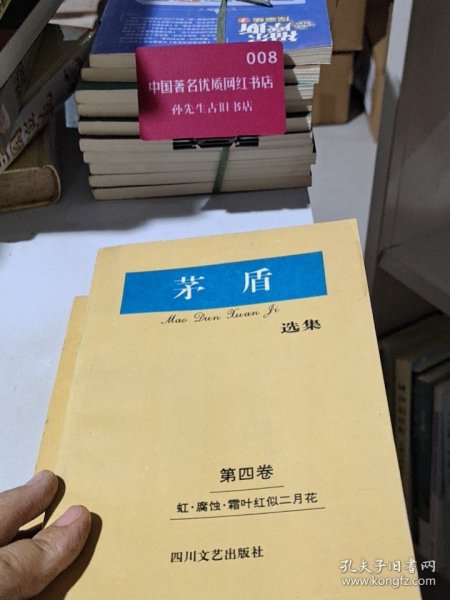 008
中国著名优质网红书店
孙先生古旧书店
茅盾
Mao Dun Xuan Ji
选集
第四卷
虹·腐蚀·霜叶红似二月花
四川文艺出版社
孔夫子旧书网
www.kongfz.com